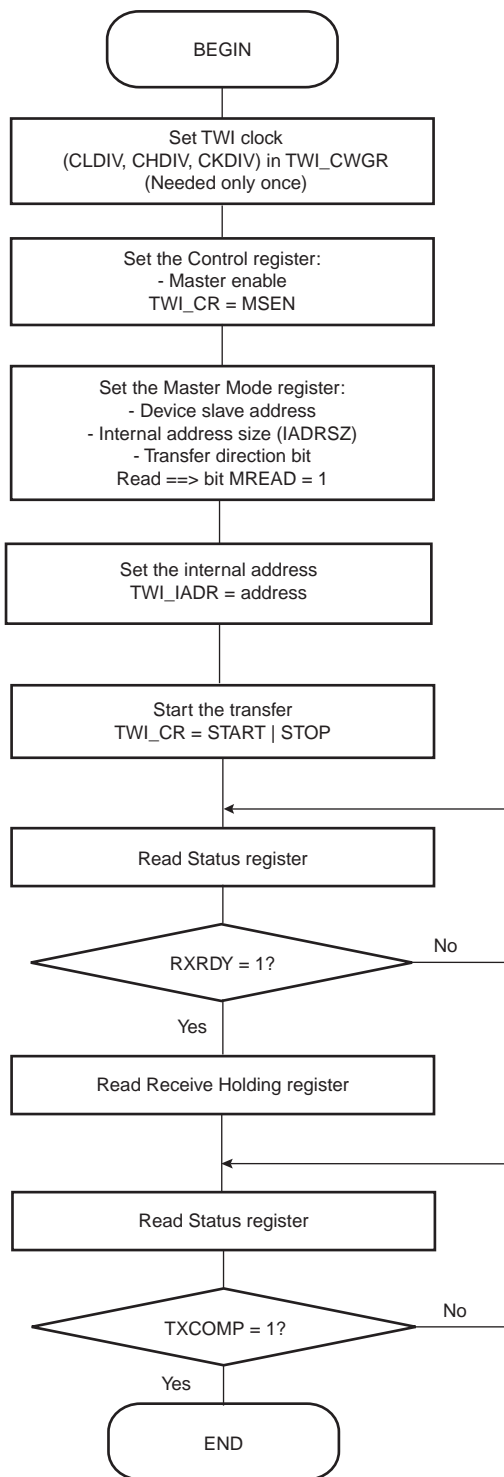 BEGIN
Set TWI clock
(CLDIV, CHDIV, CKDIV) in TWI_CWGR
(Needed only once)
Set the Control register:
- Master enable
TWI_CR = MSEN
Set the Master Mode register:
- Device slave address
- Internal address size (IADRSZ)
- Transfer direction bit
Read ==> bit MREAD = 1
Set the internal address
TWI_IADR = address
Start the transfer
TWI_CR = START | STOP
Read Status register
RXRDY = 1?
No
Yes
Read Receive Holding register
Read Status register
TXCOMP = 1?
No
Yes
END